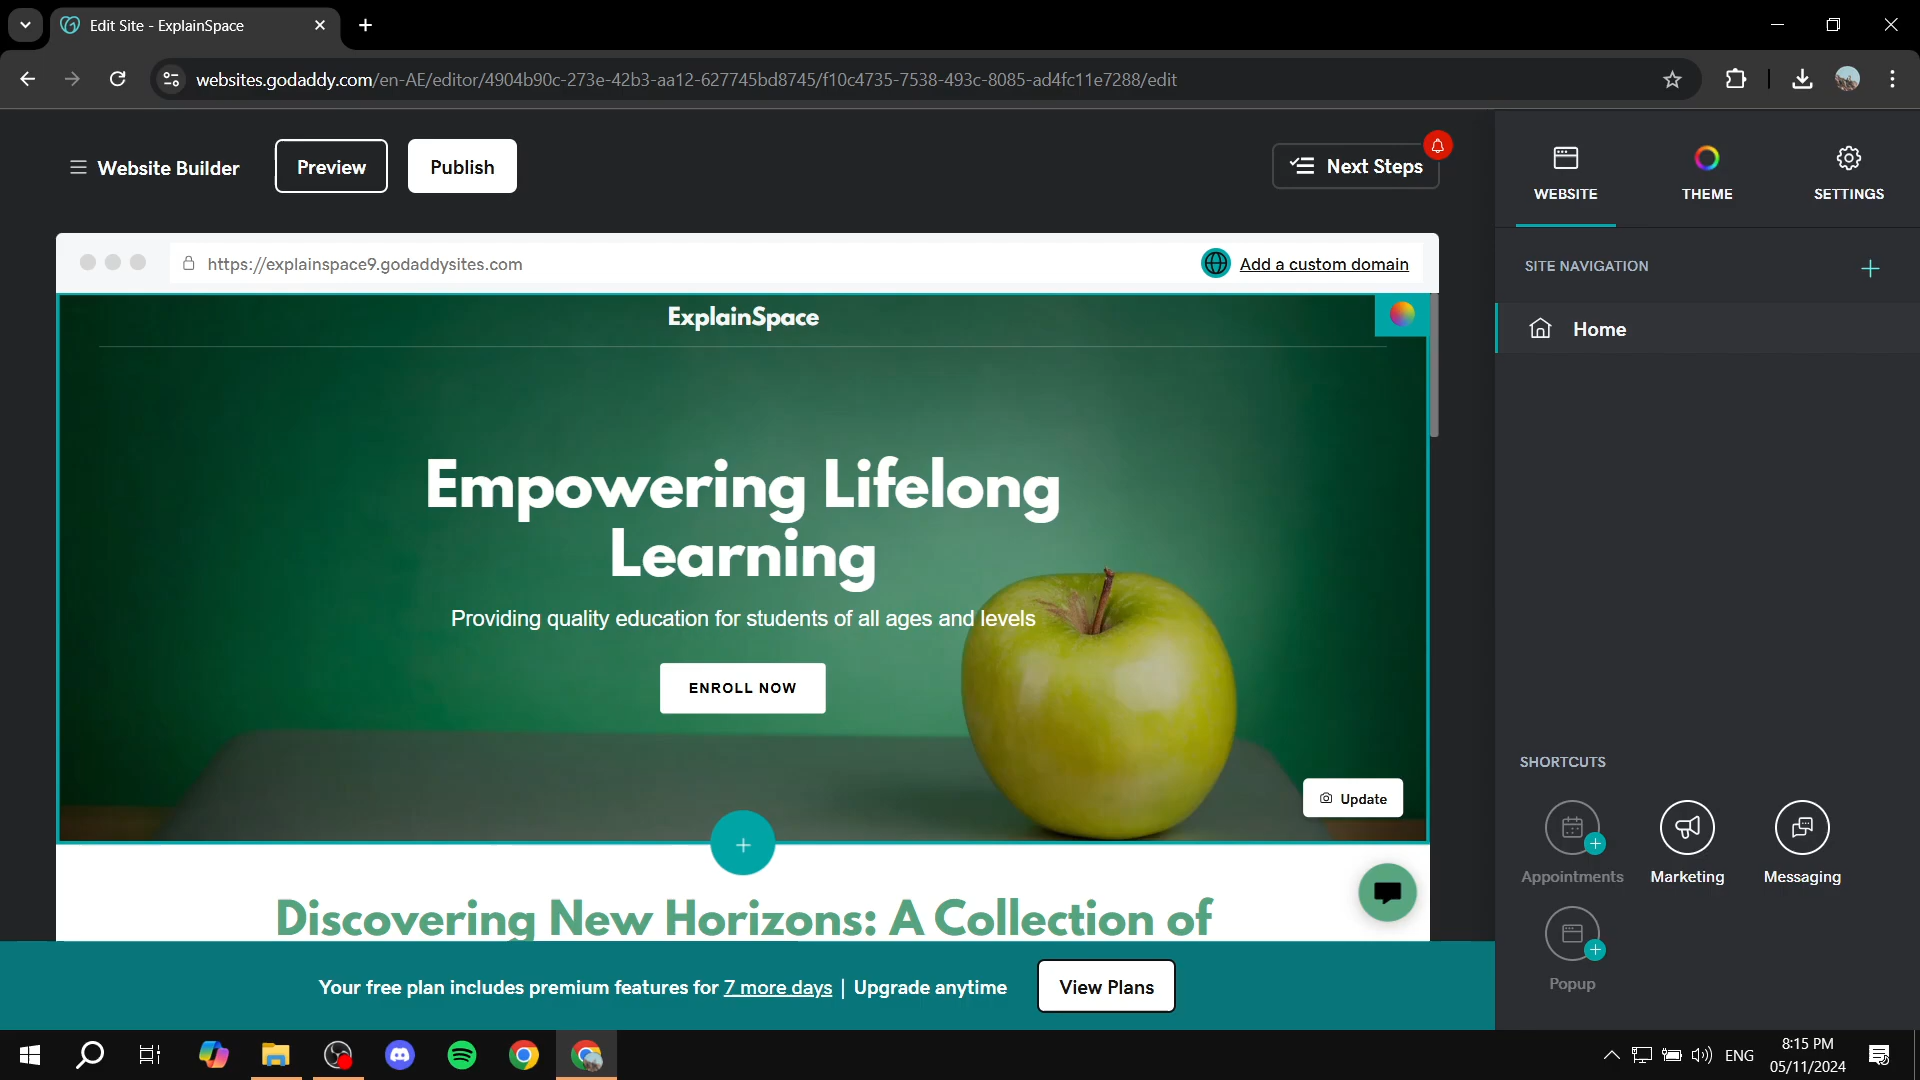 Edit Site - ExplainSpace
websites.godaddy.com/en-AE/editor/4904b90c-273e-42b3-aa12-627745bd8745/f10c4735-7538-493c-8085-ad4fc11e7288/edit
Website Builder
Preview
Publish
Next Steps
WEBSITE
THEME
SETTINGS
https://explainspace9.godaddysites.com
Add a custom domain
SITE NAVIGATION
Home
ExplainSpace
Empowering Lifelong
Learning
Providing quality education for students of all ages and levels
ENROLL NOW
Update
Discovering New Horizons: A Collection of
SHORTCUTS
Appointments
Marketing
Messaging
Popup
Your free plan includes premium features for 7 more days | Upgrade anytime
View Plans
ENG
8:15 PM
05/11/2024